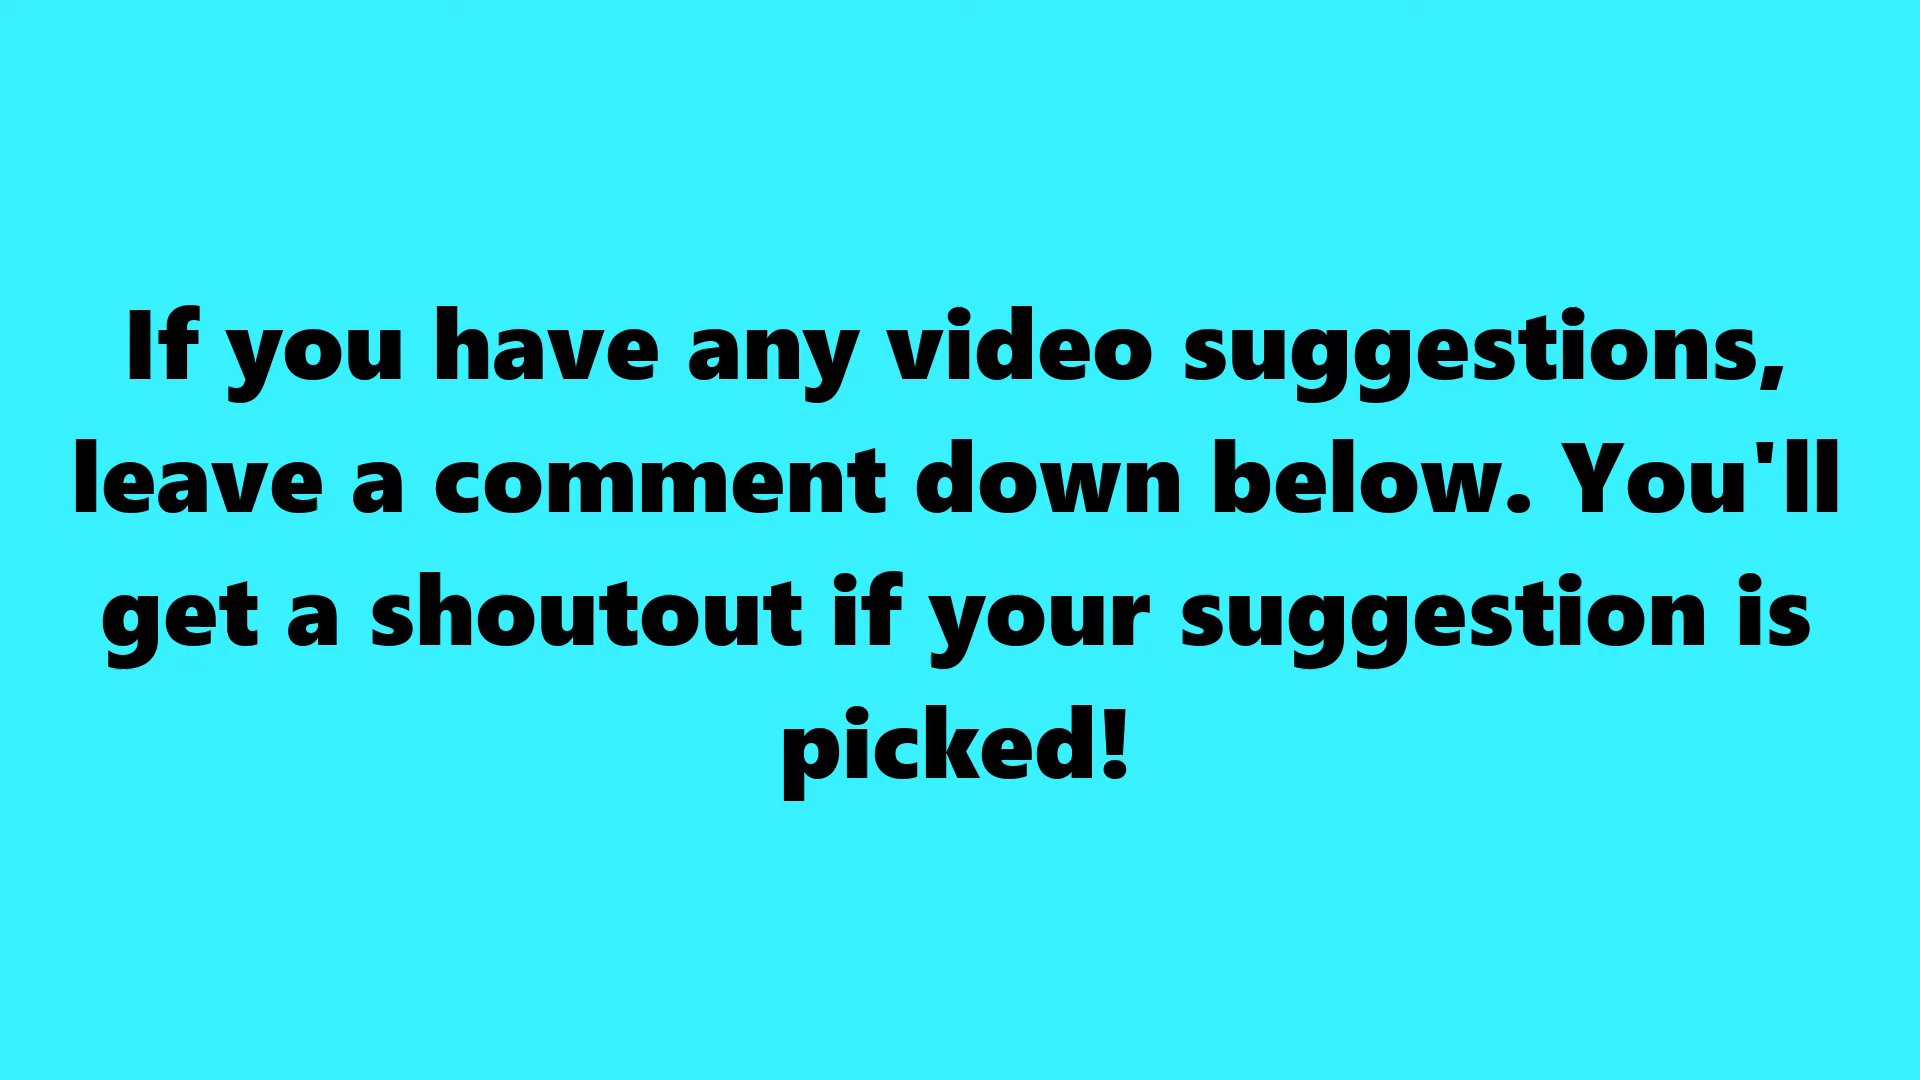 If you have any video suggestions,
leave a comment down below. You'll
get a shoutout if your suggestion is
picked!